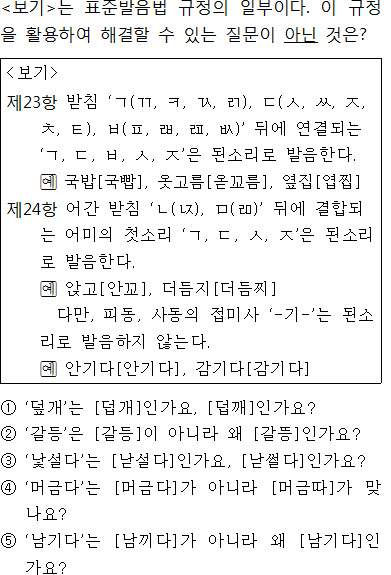 <보기>는 표준발음법 규정의 일부이다. 이 규정
을 활용하여 해결할 수 있는 질문이 아닌 것은?
<보기>
제23항 받침 ‘ㄱ(ㄲ, ㅋ, ㄳ, ㄺ), ㄷ(ㅅ, ㅆ, ㅈ,
ㅊ, ㅌ), ㅂ(ㅍ, ㄼ, ㄿ, ㅄ)’ 뒤에 연결되는
‘ㄱ, ㄷ, ㅂ, ㅅ, ㅈ’은 된소리로 발음한다.
예 국밥[국빱], 옷고름[옫꼬름], 옆집[엽찝]
제24항 어간 받침 ‘ㄴ(ㄵ), ㅁ(ㄻ)’ 뒤에 결합되
는 어미의 첫소리 ‘ㄱ, ㄷ, ㅅ, ㅈ’은 된소리
로 발음한다.
예 앉고[안꼬], 더듬지[더듬찌]
다만, 피동, 사동의 접미사 ‘-기-’는 된소
리로 발음하지 않는다.
예 안기다[안기다], 감기다[감기다]
① ‘덮개’는 [덥개]인가요, [덥깨]인가요?
② ‘갈등’은 [갈등]이 아니라 왜 [갈뜽]인가요?
③ ‘낯설다’는 [낟설다]인가요, [낟썰다]인가요?
④ ‘머금다’는 [머금다]가 아니라 [머금따]가 맞
나요?
⑤ ‘남기다’는 [남끼다]가 아니라 왜 [남기다]인
가요?